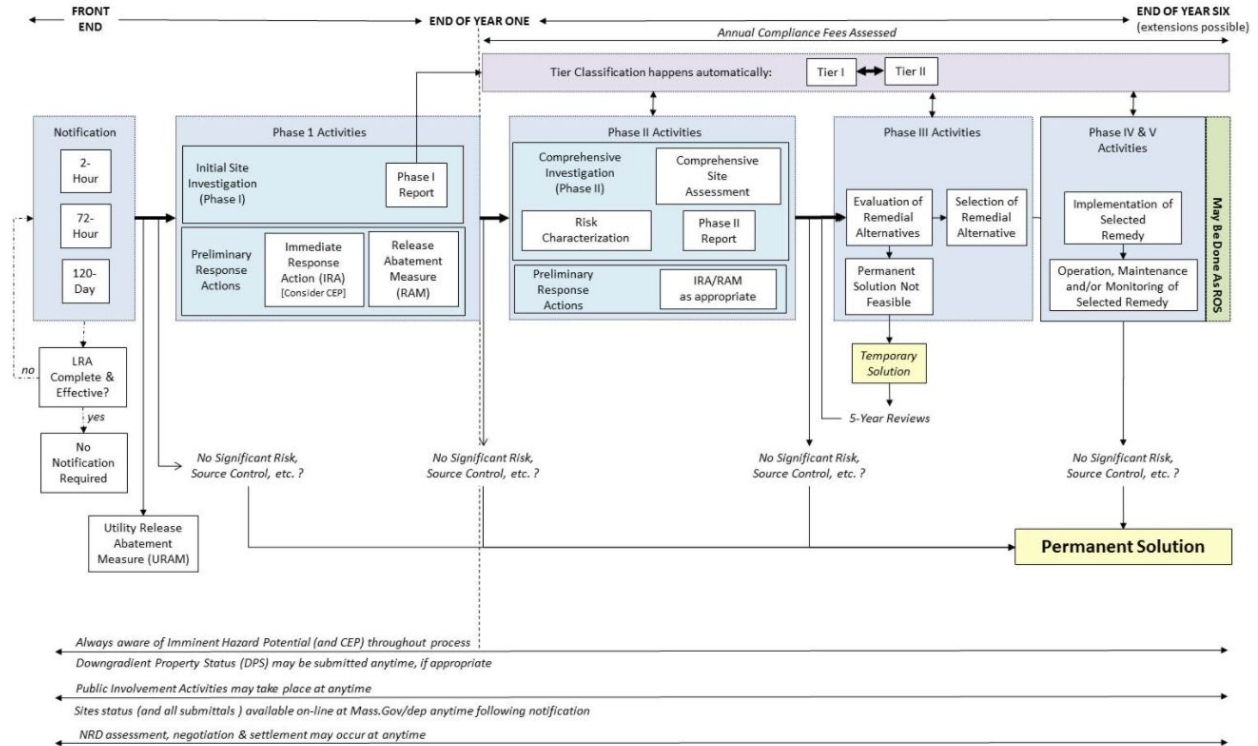 FRONT
END
END OF YEAR ONE
END OF YEAR SIX
(extensions possible)
Annual Compliance Fees Assessed
Tier Classification happens automatically:
Tier I
Tier II
Notification
2-
Hour
72-
Hour
120-
Day
Phase 1 Activities
Initial Site
Investigation
(Phase I)
Phase I
Report
Preliminary
Response
Actions
Immediate
Response
Action (IRA)
[Consider CEP]
Release
Abatement
Measure
(RAM)
Phase II Activities
Comprehensive
Investigation
(Phase II)
Comprehensive
Site
Assessment
Risk
Characterization
Phase II
Report
Preliminary
Response
Actions
IRA/RAM
as appropriate
Phase III Activities
Evaluation of
Remedial
Alternatives
Selection of
Remedial
Alternative
Permanent
Solution Not
Feasible
Phase IV & V
Activities
Implementation of
Selected
Remedy
Operation, Maintenance
and/or Monitoring of
Selected Remedy
May Be Done As ROS
no
LRA
Complete &
Effective?
yes
No
Notification
Required
Temporary
Solution
5-Year Reviews
No Significant Risk,
Source Control, etc. ?
No Significant Risk,
Source Control, etc. ?
No Significant Risk,
Source Control, etc. ?
No Significant Risk,
Source Control, etc. ?
Utility Release
Abatement
Measure (URAM)
Permanent Solution
Always aware of Imminent Hazard Potential (and CEP) throughout process
Downgradient Property Status (DPS) may be submitted anytime, if appropriate
Public Involvement Activities may take place at anytime
Sites status (and all submittals ) available on-line at Mass.Gov/dep anytime following notification
NRD assessment, negotiation & settlement may occur at anytime